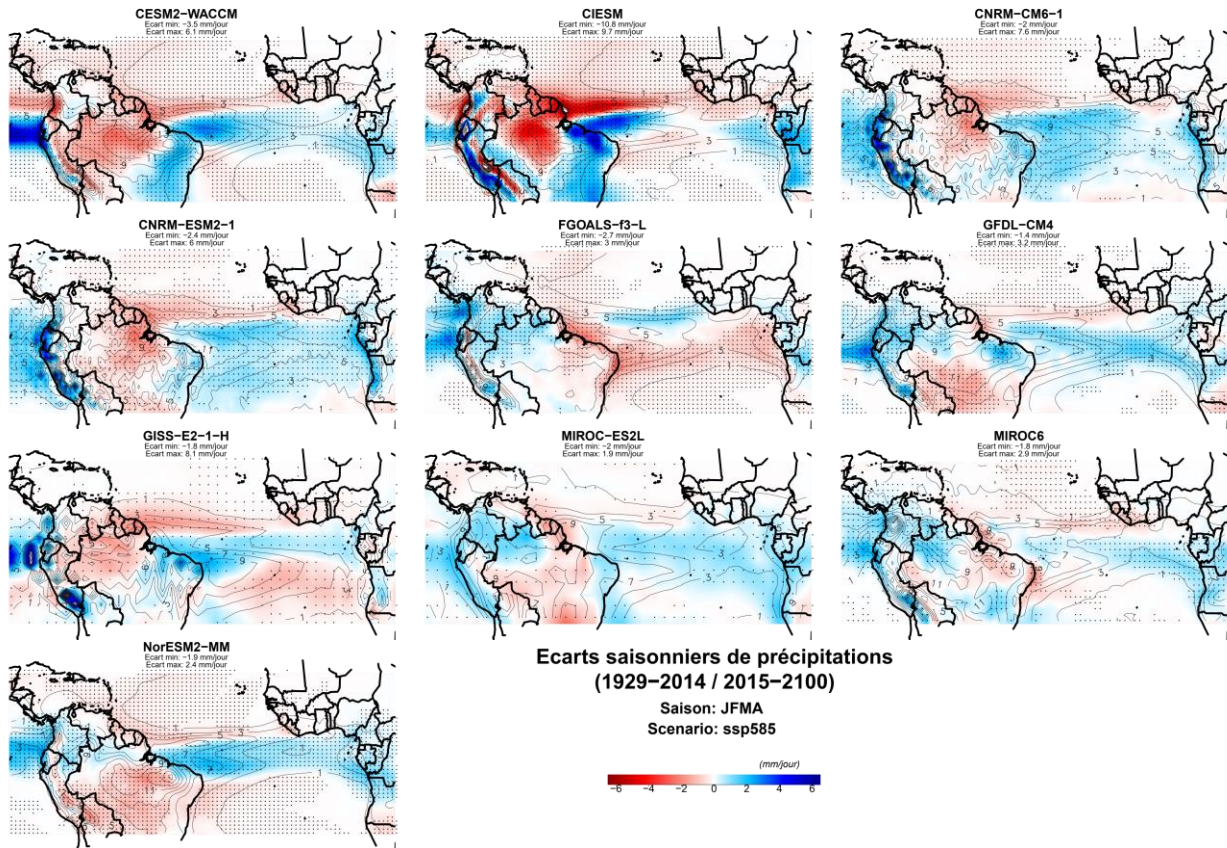 CESM2-WACCM
Ecart min: -3.5 mm/jour
Ecart max: 6.1 mm/jour
CIESM
Ecart min: -10.8 mm/jour
Ecart max: 9.7 mm/jour
CNRM-CM6-1
Ecart min: -2 mm/jour
Ecart max: 7.6 mm/jour
CNRM-ESM2-1
Ecart min: -2.4 mm/jour
Ecart max: 6 mm/jour
FGOALS-f3-L
Ecart min: -2.7 mm/jour
Ecart max: 3 mm/jour
GFDL-CM4
Ecart min: -1.4 mm/jour
Ecart max: 3.2 mm/jour
GISS-E2-1-H
Ecart min: -1.8 mm/jour
Ecart max: 8.1 mm/jour
MIROC-ES2L
Ecart min: -2 mm/jour
Ecart max: 1.9 mm/jour
MIROC6
Ecart min: -1.8 mm/jour
Ecart max: 2.9 mm/jour
NorESM2-MM
Ecart min: -1.9 mm/jour
Ecart max: 2.4 mm/jour
Ecarts saisonniers de précipitations
(1929-2014 / 2015-2100)
Saison: JFMA
Scenario: ssp585
(mm/jour)
-6 -4 -2 0 2 4 6